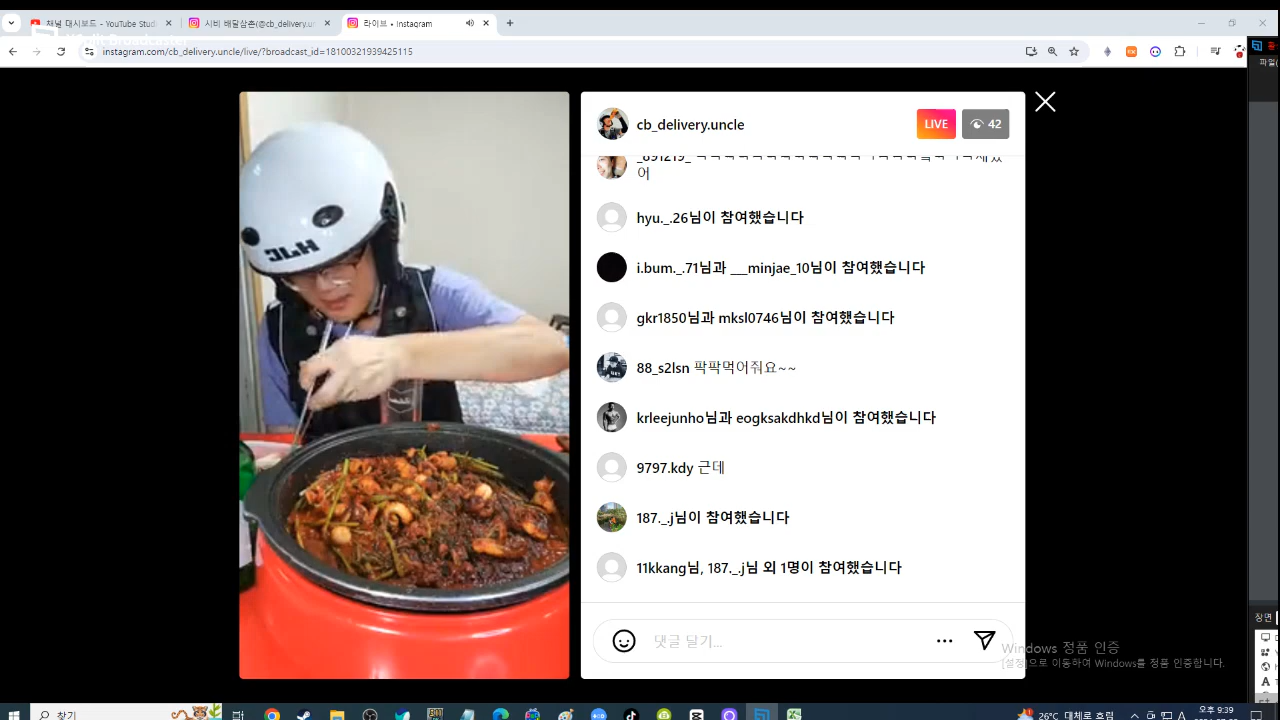 채널 대시보드 - YouTube Studi
시비 배달삼촌(@cb_delivery.u
라이브 • Instagram
instagram.com/cb_delivery.uncle/live/?broadcast_id=18100321939425115
파일(
HJC
cb_delivery.uncle
LIVE
42
_891219_
어
hyu._.26님이 참여했습니다
i.bum._.71님과 ___minjae_10님이 참여했습니다
gkr1850님과 mksl0746님이 참여했습니다
88_s2lsn 팍팍먹어줘요~~
krleejunho님과 eogksakdhkd님이 참여했습니다
9797.kdy 근데
187._.j님이 참여했습니다
11kkang님, 187._.j님 외 1명이 참여했습니다
장면
댓글 달기...
Windows 정품 인증
[설정]으로 이동하여 Windows를 정품 인증합니다.
찾기
26°C 대체로 흐림
A
오후 9:39